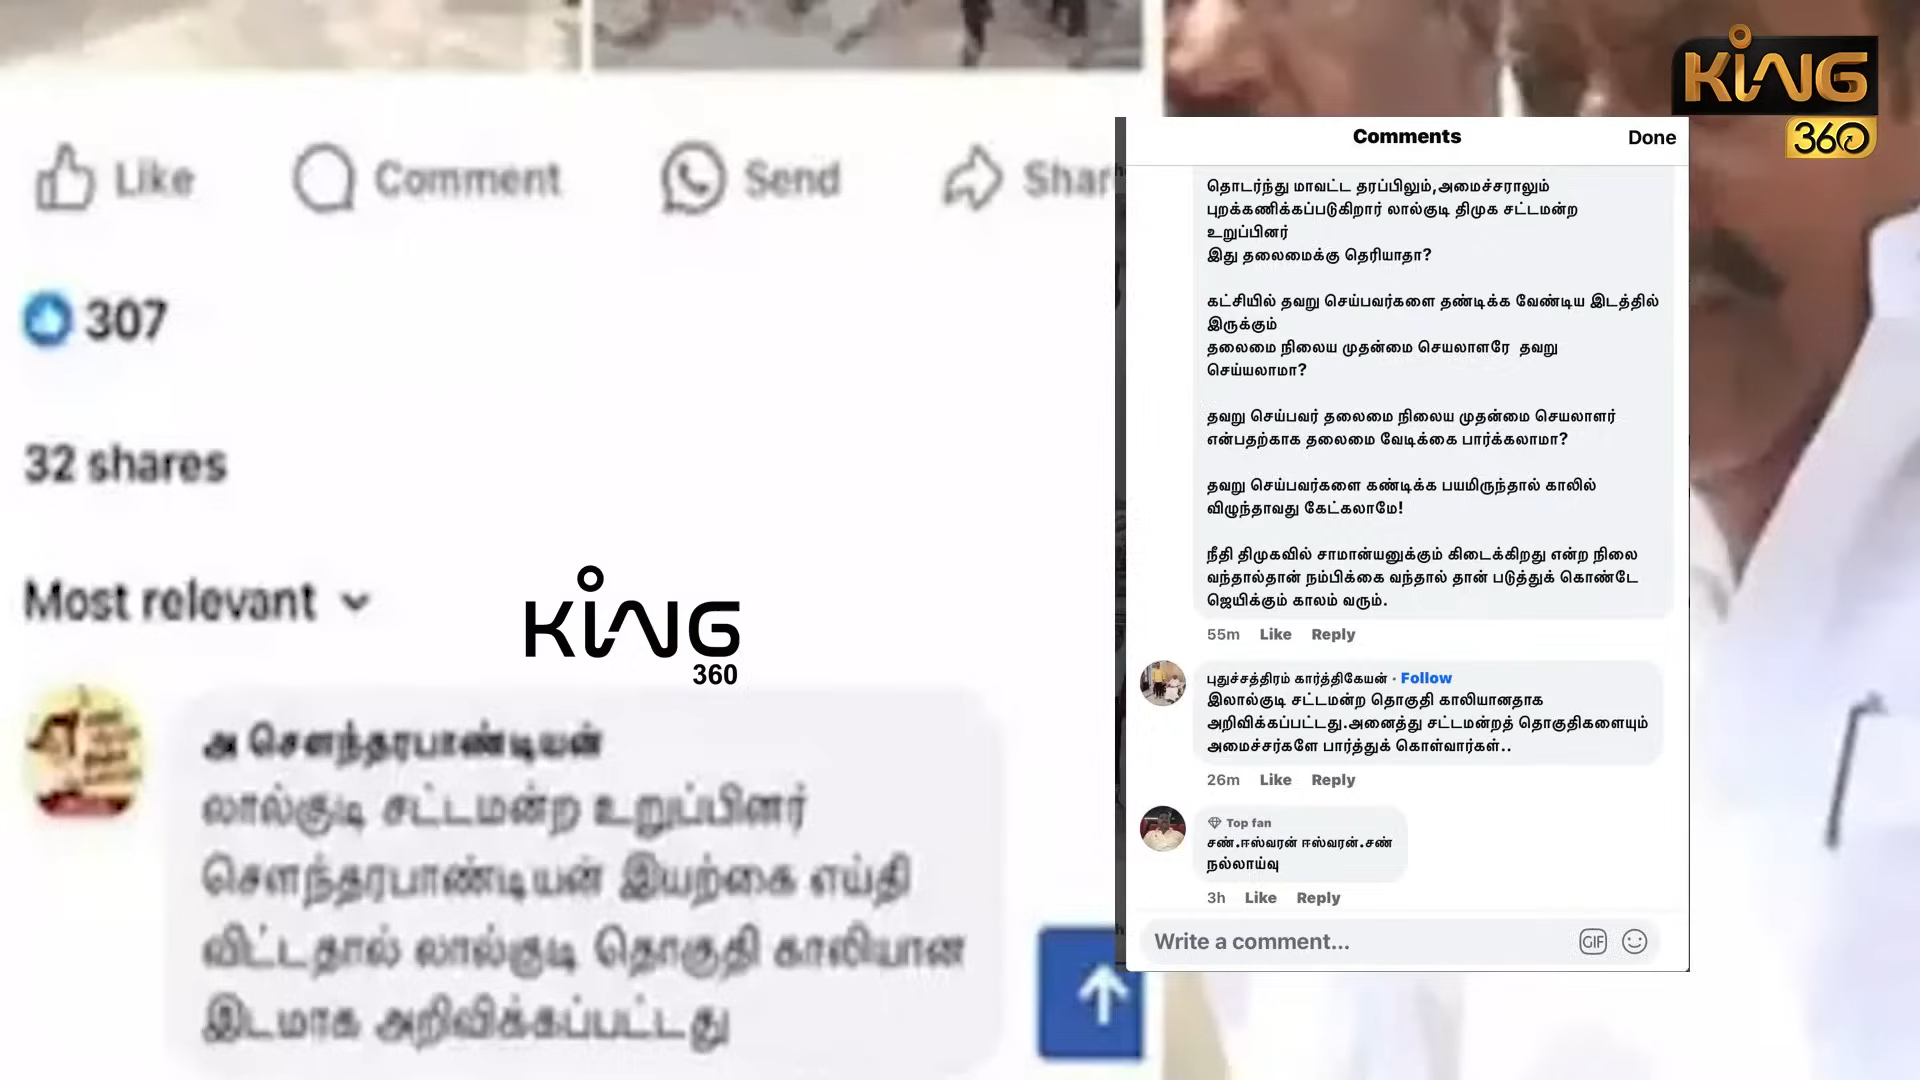 Like
Comment
Send
Shar
307
32 shares
Most relevant
KiNG
360
அ சௌந்தரபாண்டியன்
லால்குடி சட்டமன்ற உறுப்பினர்
சௌந்தரபாண்டியன் இயற்கை எய்தி
விட்டதால் லால்குடி தொகுதி காலியான
இடமாக அறிவிக்கப்பட்டது
KiNG
360
Comments
Done
தொடர்ந்து மாவட்ட தரப்பிலும்,அமைச்சராலும்
புறக்கணிக்கப்படுகிறார் லால்குடி திமுக சட்டமன்ற
உறுப்பினர்
இது தலைமைக்கு தெரியாதா?
கட்சியில் தவறு செய்பவர்களை தண்டிக்க வேண்டிய இடத்தில்
இருக்கும்
தலைமை நிலைய முதன்மை செயலாளரே தவறு
செய்யலாமா?
தவறு செய்பவர் தலைமை நிலைய முதன்மை செயலாளர்
என்பதற்காக தலைமை வேடிக்கை பார்க்கலாமா?
தவறு செய்பவர்களை கண்டிக்க பயமிருந்தால் காலில்
விழுந்தாவது கேட்கலாமே!
நீதி திமுகவில் சாமான்யனுக்கும் கிடைக்கிறது என்ற நிலை
வந்தால்தான் நம்பிக்கை வந்தால் தான் படுத்துக் கொண்டே
ஜெயிக்கும் காலம் வரும்.
55m Like Reply
புதுச்சத்திரம் கார்த்திகேயன் · Follow
இலால்குடி சட்டமன்ற தொகுதி காலியானதாக
அறிவிக்கப்பட்டது.அனைத்து சட்டமன்றத் தொகுதிகளையும்
அமைச்சர்களே பார்த்துக் கொள்வார்கள்..
26m Like Reply
Top fan
சண்.ஈஸ்வரன் ஈஸ்வரன்.சண்
நல்லாய்வு
3h Like Reply
Write a comment...
GIF